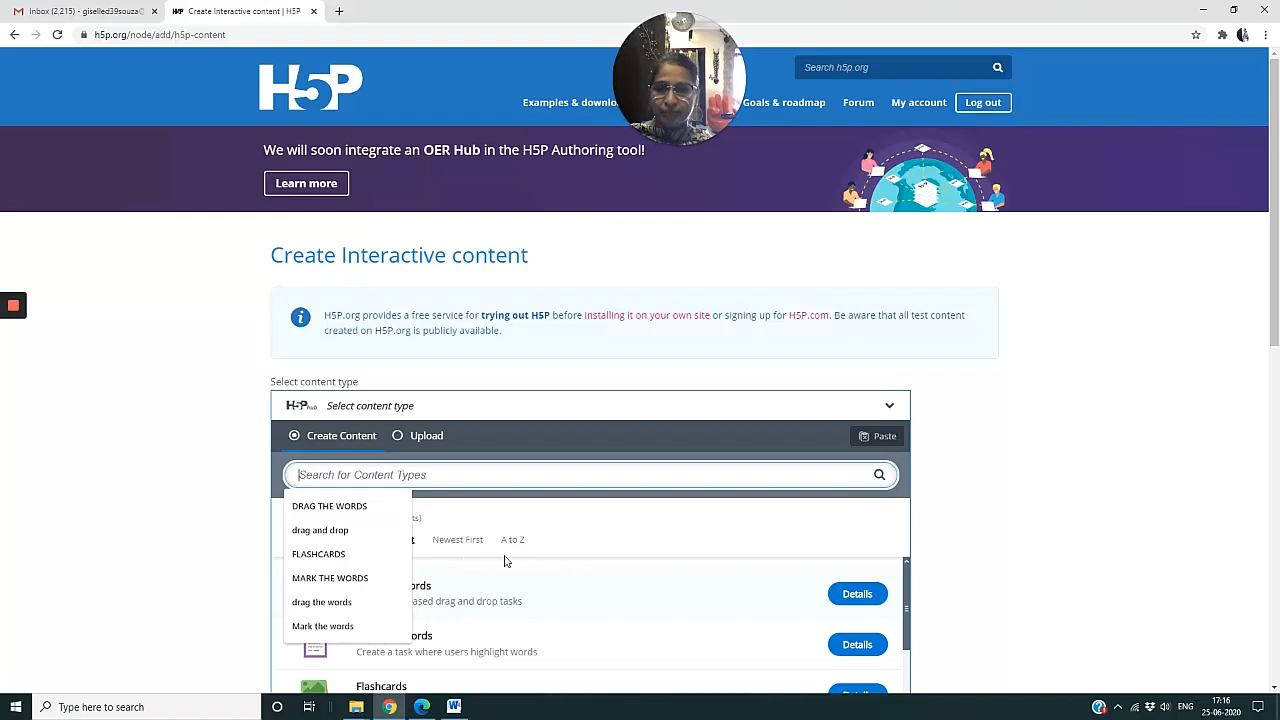 Inbox (2,215) - giselled39souza@
Create Interactive content | H5P
h5p.org/node/add/h5p-content
H5P
Search h5p.org
Examples & downlo
Goals & roadmap
Forum
My account
Log out
We will soon integrate an OER Hub in the H5P Authoring tool!
Learn more
Create Interactive content
H5P.org provides a free service for trying out H5P before installing it on your own site or signing up for H5P.com. Be aware that all test content
created on H5P.org is publicly available.
Select content type
H5Phub Select content type
Create Content
Upload
Paste
Search for Content Types
DRAG THE WORDS
drag and drop
FLASHCARDS
MARK THE WORDS
drag the words
Mark the words
ts)
t
Newest First
A to Z
ords
ased drag and drop tasks
Details
ords
Create a task where users highlight words
Details
Flashcards
Type here to search
ENG
17:16
25-06-2020